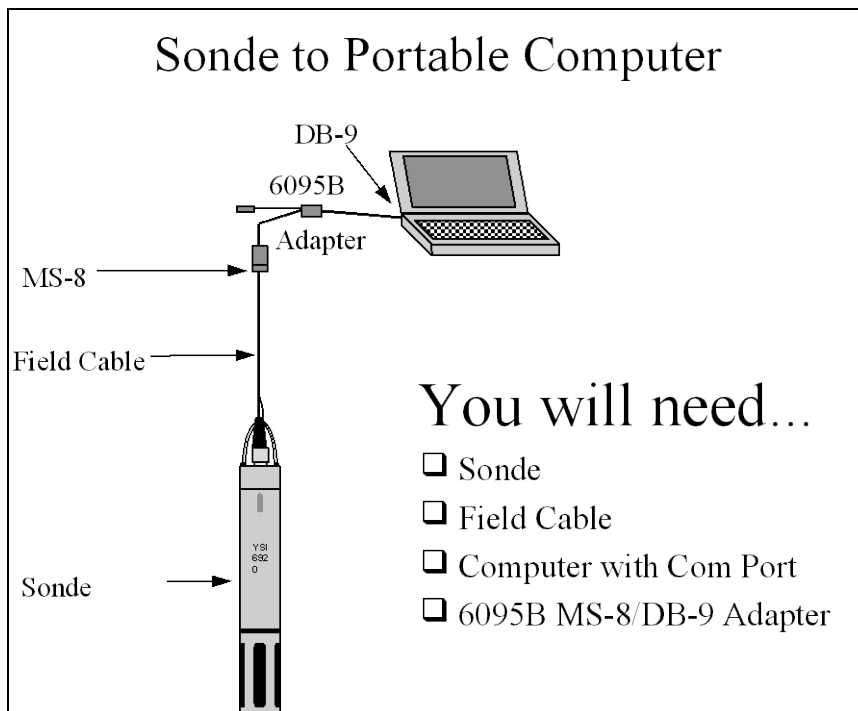 Sonde to Portable Computer
DB-9
6095B
Adapter
MS-8
Field Cable
YSI
692
0
Sonde
You will need...
Sonde
Field Cable
Computer with Com Port
6095B MS-8/DB-9 Adapter